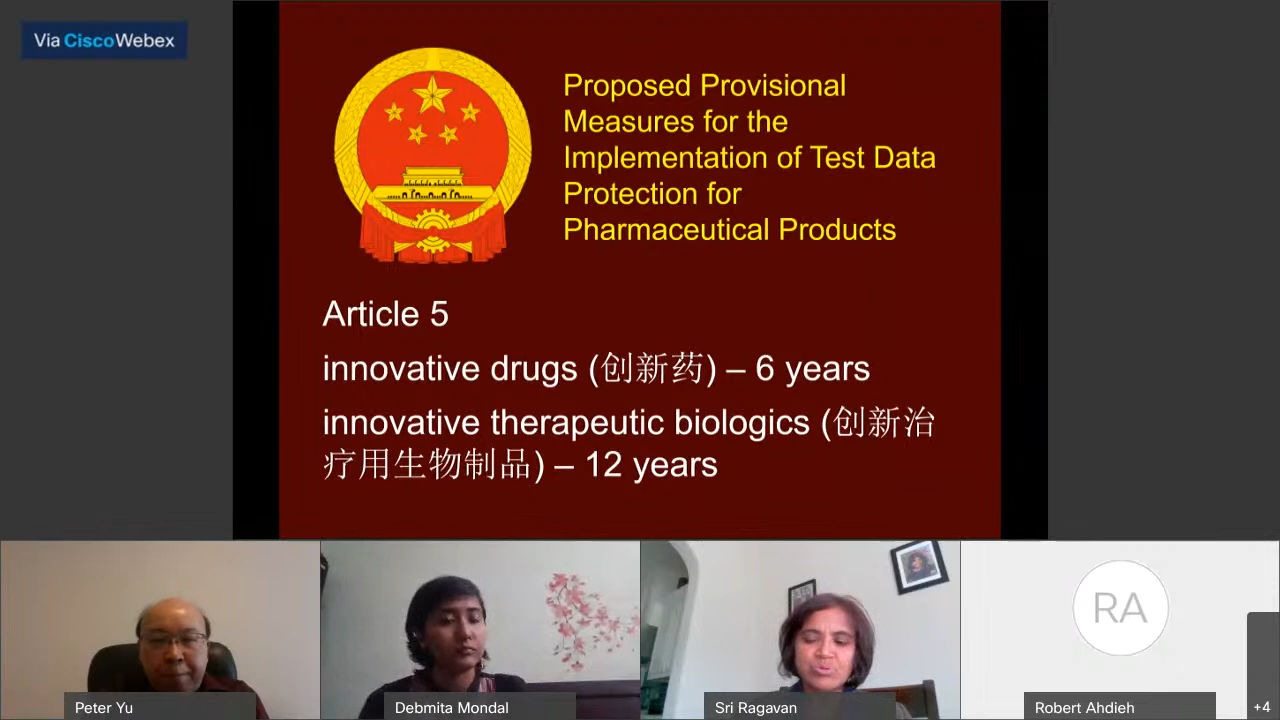 Via Cisco Webex
Proposed Provisional
Measures for the
Implementation of Test Data
Protection for
Pharmaceutical Products
Article 5
innovative drugs (创新药) – 6 years
innovative therapeutic biologics (创新治
疗用生物制品) – 12 years
RA
Peter Yu
Debmita Mondal
Sri Ragavan
Robert Ahdieh
+4